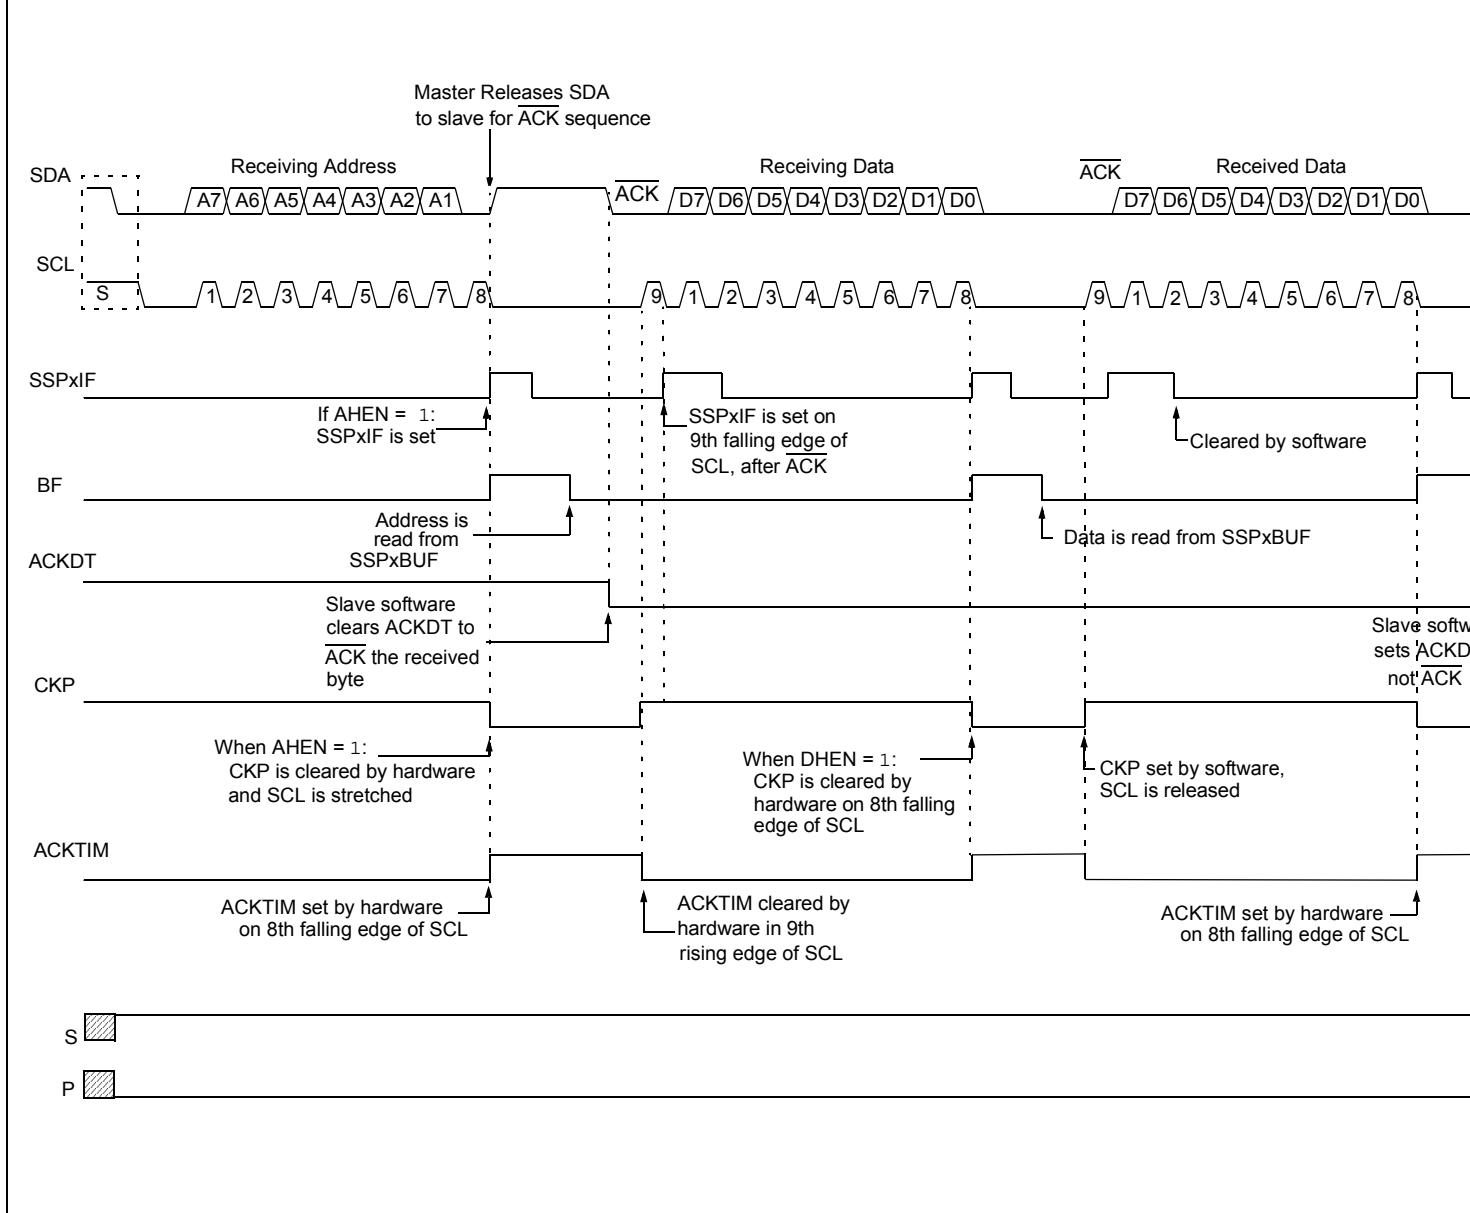 Master Releases SDA
to slave for ACK sequence
Receiving Address
Receiving Data
Received Data
SDA
ACK
ACK
A7 A6 A5 A4 A3 A2 A1
D7 D6 D5 D4 D3 D2 D1 D0
D7 D6 D5 D4 D3 D2 D1 D0
SCL
S
1 2 3 4 5 6 7 8
9 1 2 3 4 5 6 7 8
9 1 2 3 4 5 6 7 8
SSPxIF
If AHEN = 1:
SSPxIF is set
SSPxIF is set on
9th falling edge of
SCL, after ACK
Cleared by software
BF
Address is
read from
SSPxBUF
Data is read from SSPxBUF
ACKDT
Slave software
clears ACKDT to
ACK the received
byte
Slave softw
sets ACKD
not ACK
CKP
When AHEN = 1:
CKP is cleared by hardware
and SCL is stretched
When DHEN = 1:
CKP is cleared by
hardware on 8th falling
edge of SCL
CKP set by software,
SCL is released
ACKTIM
ACKTIM set by hardware
on 8th falling edge of SCL
ACKTIM cleared by
hardware in 9th
rising edge of SCL
ACKTIM set by hardware
on 8th falling edge of SCL
S
P